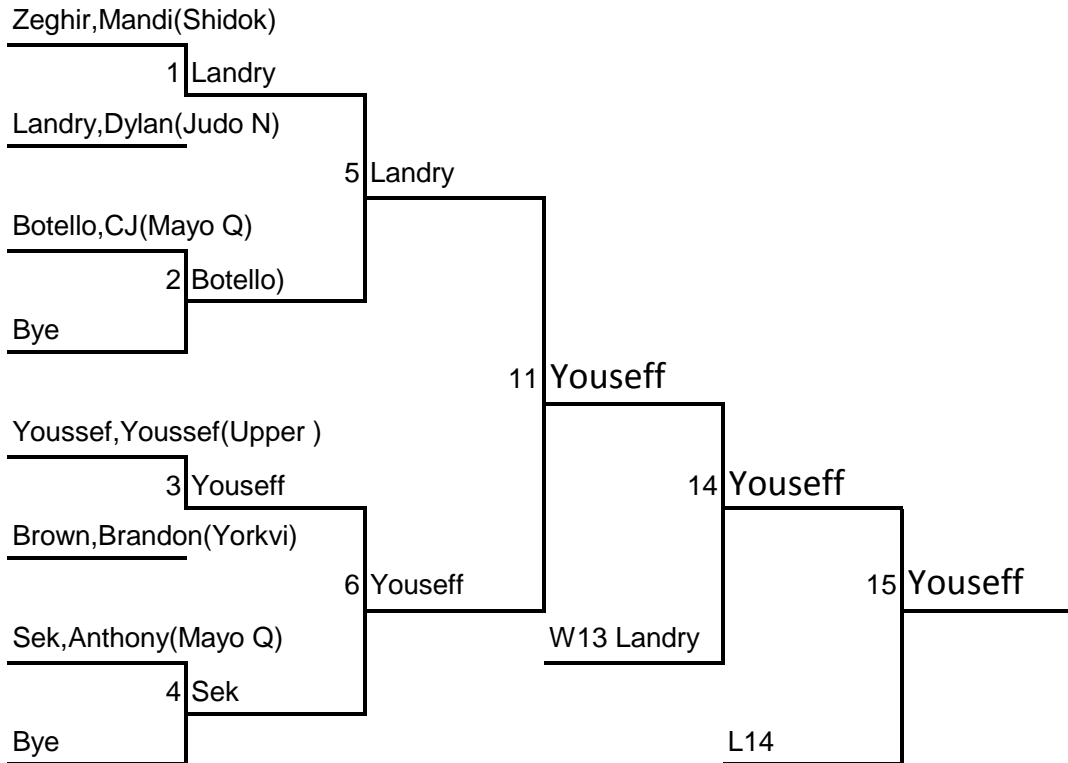 Zeghir,Mandi(Shidok)
1 Landry
Landry,Dylan(Judo N)
5 Landry
Botello,CJ(Mayo Q)
2 Botello)
Bye
11 Youseff
Youssef,Youssef(Upper )
3 Youseff
14 Youseff
Brown,Brandon(Yorkvi)
6 Youseff
15 Youseff
Sek,Anthony(Mayo Q)
W13 Landry
4 Sek
Bye
L14